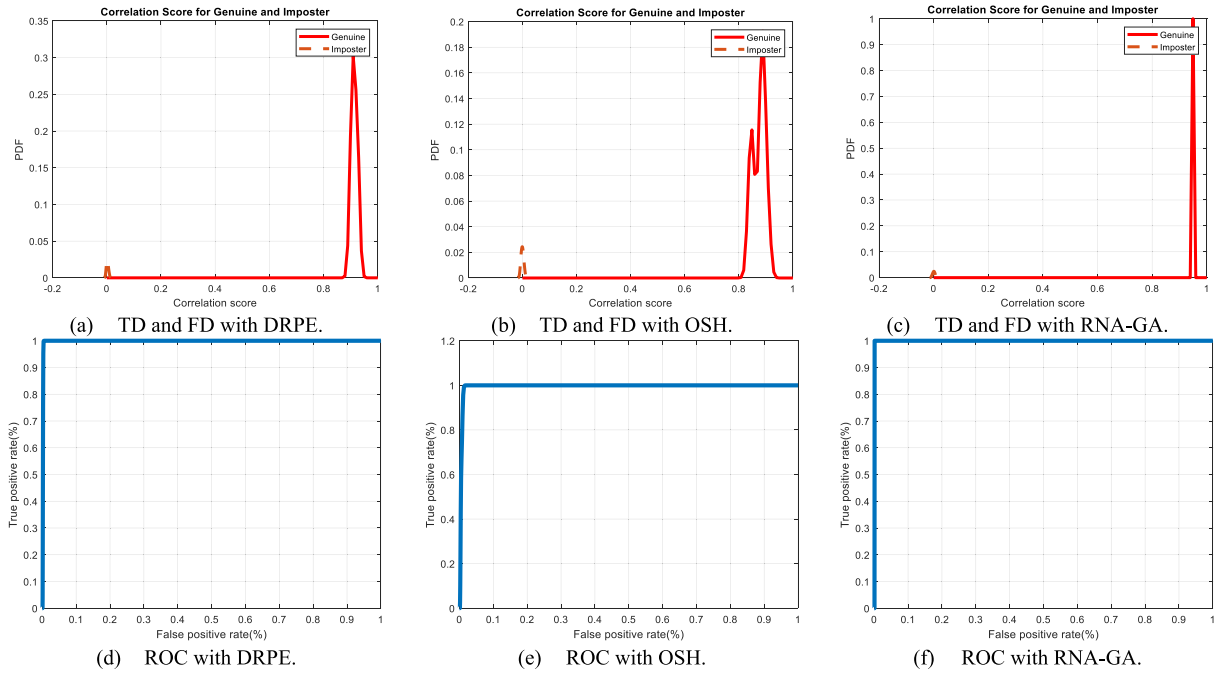 Correlation Score for Genuine and Imposter
0.35
0.3
0.25
0.2
0.15
0.1
0.05
0
PDF
Genuine
Imposter
-0.2 0 0.2 0.4 0.6 0.8 1
Correlation score
(a) TD and FD with DRPE.
Correlation Score for Genuine and Imposter
0.2
0.18
0.16
0.14
0.12
0.1
0.08
0.06
0.04
0.02
0
PDF
Genuine
Imposter
-0.2 0 0.2 0.4 0.6 0.8 1
Correlation score
(b) TD and FD with OSH.
Correlation Score for Genuine and Imposter
1
0.9
0.8
0.7
0.6
0.5
0.4
0.3
0.2
0.1
0
PDF
Genuine
Imposter
-0.2 0 0.2 0.4 0.6 0.8 1
Correlation score
(c) TD and FD with RNA-GA.
1
0.9
0.8
0.7
0.6
0.5
0.4
0.3
0.2
0.1
0
True positive rate(%)
0 0.1 0.2 0.3 0.4 0.5 0.6 0.7 0.8 0.9 1
False positive rate(%)
(d) ROC with DRPE.
1.2
1
0.8
0.6
0.4
0.2
0
True positive rate(%)
0 0.1 0.2 0.3 0.4 0.5 0.6 0.7 0.8 0.9 1
False positive rate(%)
(e) ROC with OSH.
1
0.9
0.8
0.7
0.6
0.5
0.4
0.3
0.2
0.1
0
True positive rate(%)
0 0.1 0.2 0.3 0.4 0.5 0.6 0.7 0.8 0.9 1
False positive rate(%)
(f) ROC with RNA-GA.